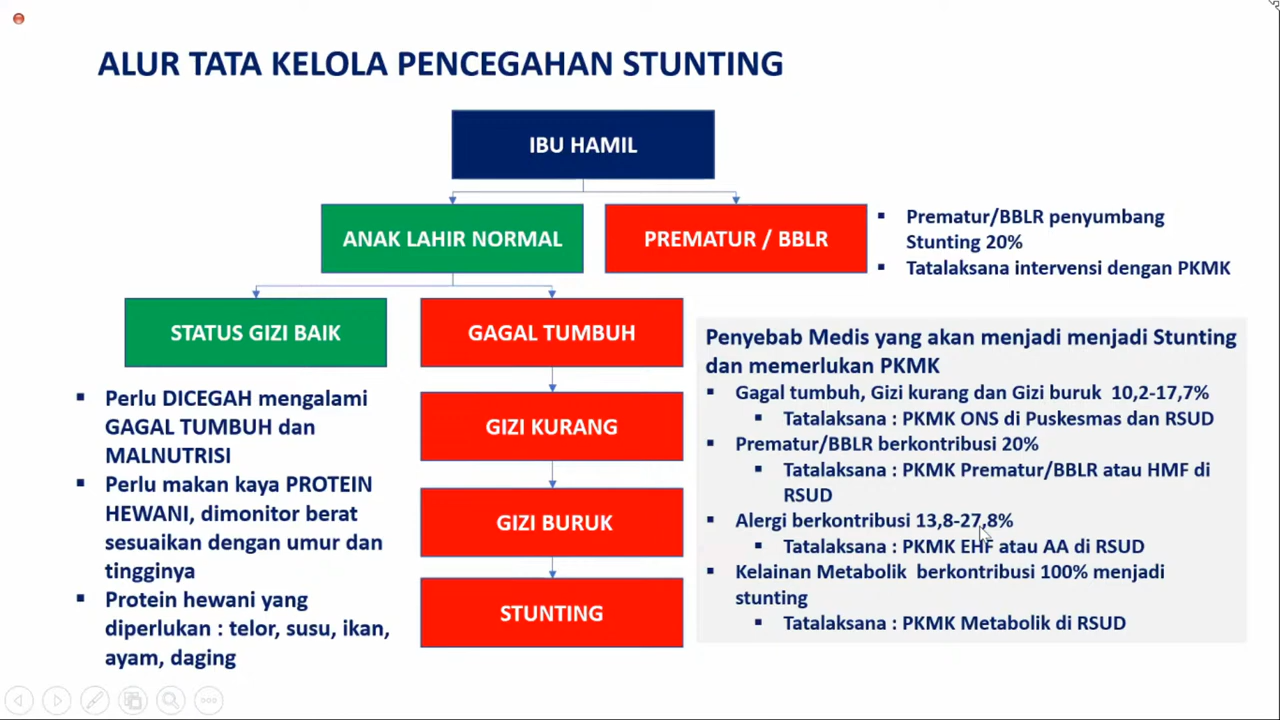 ALUR TATA KELOLA PENCEGAHAN STUNTING
IBU HAMIL
ANAK LAHIR NORMAL
PREMATUR / BBLR
▪ Prematur/BBLR penyumbang
Stunting 20%
▪ Tatalaksana intervensi dengan PKMK
STATUS GIZI BAIK
GAGAL TUMBUH
GIZI KURANG
GIZI BURUK
STUNTING
▪ Perlu DICEGAH mengalami
GAGAL TUMBUH dan
MALNUTRISI
▪ Perlu makan kaya PROTEIN
HEWANI, dimonitor berat
sesuaikan dengan umur dan
tingginya
▪ Protein hewani yang
diperlukan : telor, susu, ikan,
ayam, daging
Penyebab Medis yang akan menjadi menjadi Stunting
dan memerlukan PKMK
▪ Gagal tumbuh, Gizi kurang dan Gizi buruk 10,2-17,7%
▪ Tatalaksana : PKMK ONS di Puskesmas dan RSUD
▪ Prematur/BBLR berkontribusi 20%
▪ Tatalaksana : PKMK Prematur/BBLR atau HMF di
RSUD
▪ Alergi berkontribusi 13,8-27,8%
▪ Tatalaksana : PKMK EHF atau AA di RSUD
▪ Kelainan Metabolik berkontribusi 100% menjadi
stunting
▪ Tatalaksana : PKMK Metabolik di RSUD